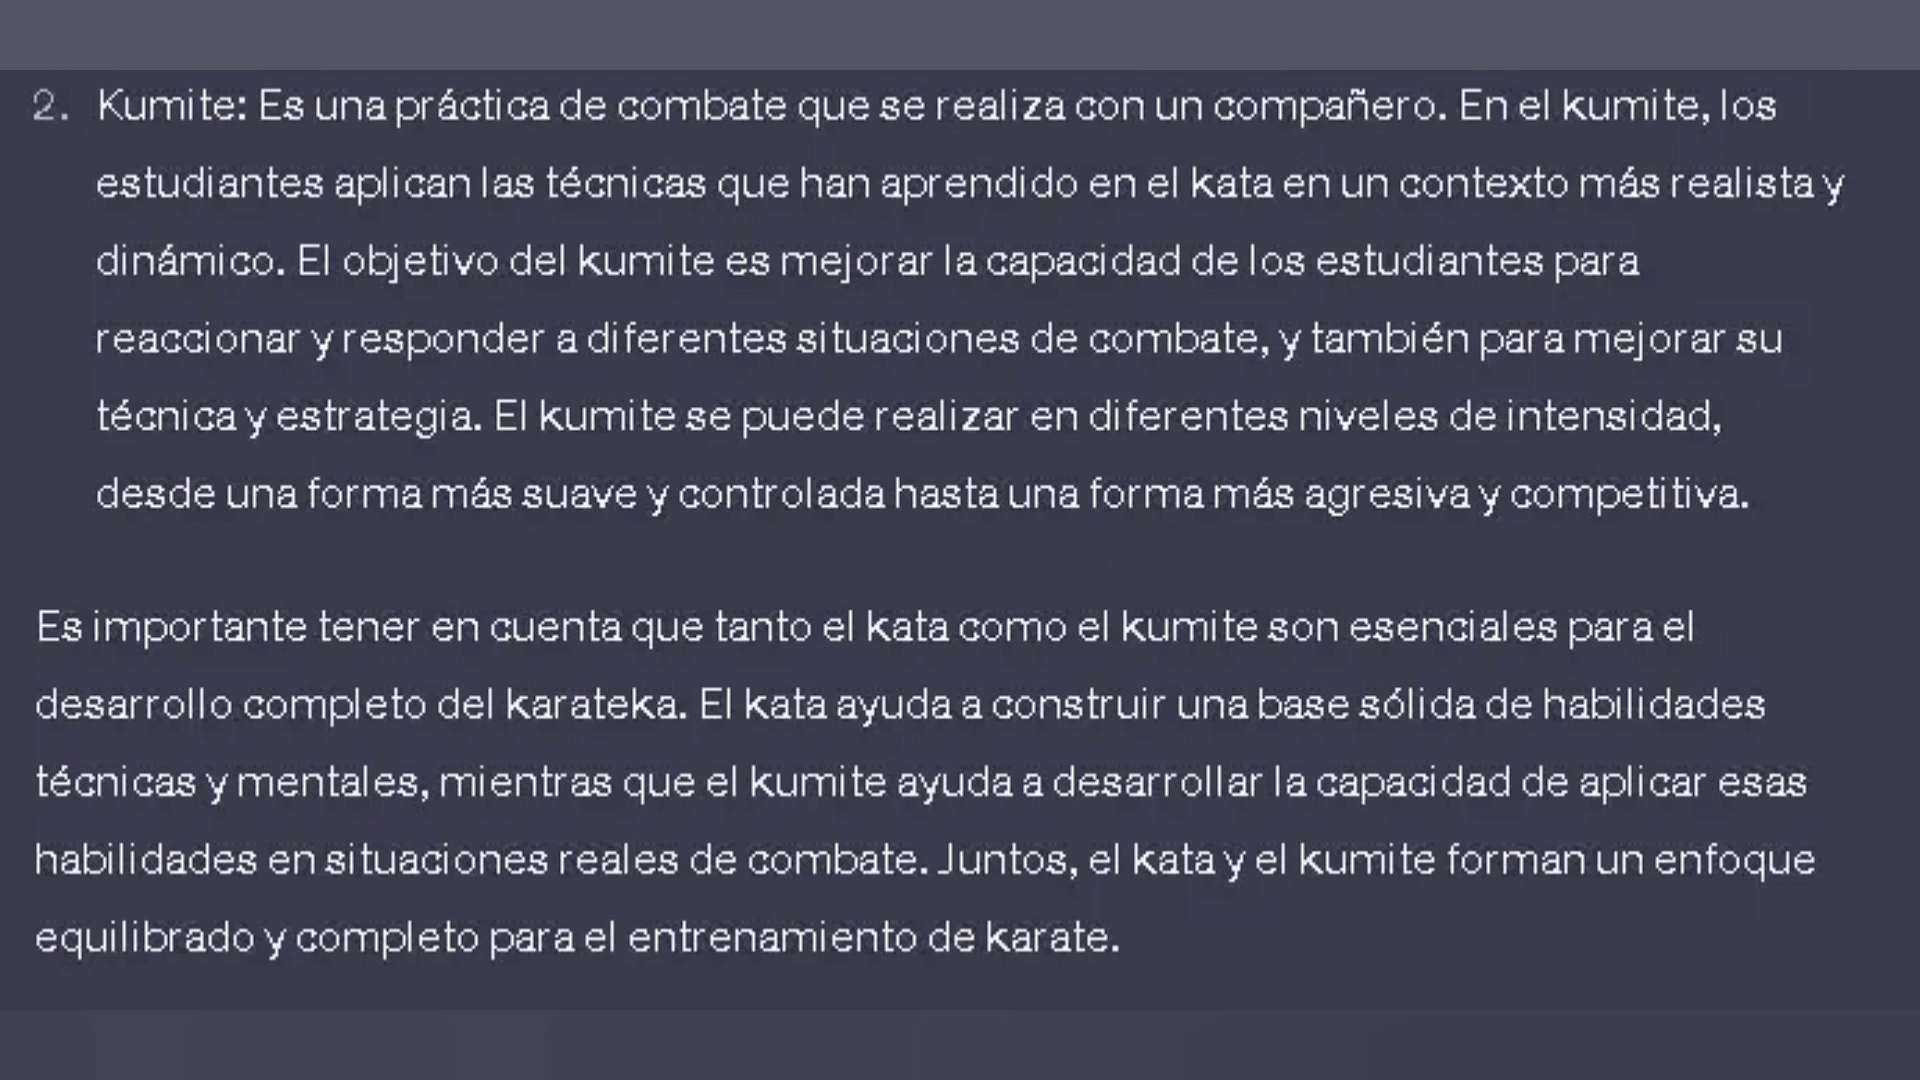 2. Kumite: Es una práctica de combate que se realiza con un compañero. En el kumite, los
estudiantes aplican las técnicas que han aprendido en el kata en un contexto más realista y
dinámico. El objetivo del kumite es mejorar la capacidad de los estudiantes para
reaccionar y responder a diferentes situaciones de combate, y también para mejorar su
técnica y estrategia. El kumite se puede realizar en diferentes niveles de intensidad,
desde una forma más suave y controlada hasta una forma más agresiva y competitiva.
Es importante tener en cuenta que tanto el kata como el kumite son esenciales para el
desarrollo completo del karateka. El kata ayuda a construir una base sólida de habilidades
técnicas y mentales, mientras que el kumite ayuda a desarrollar la capacidad de aplicar esas
habilidades en situaciones reales de combate. Juntos, el kata y el kumite forman un enfoque
equilibrado y completo para el entrenamiento de karate.